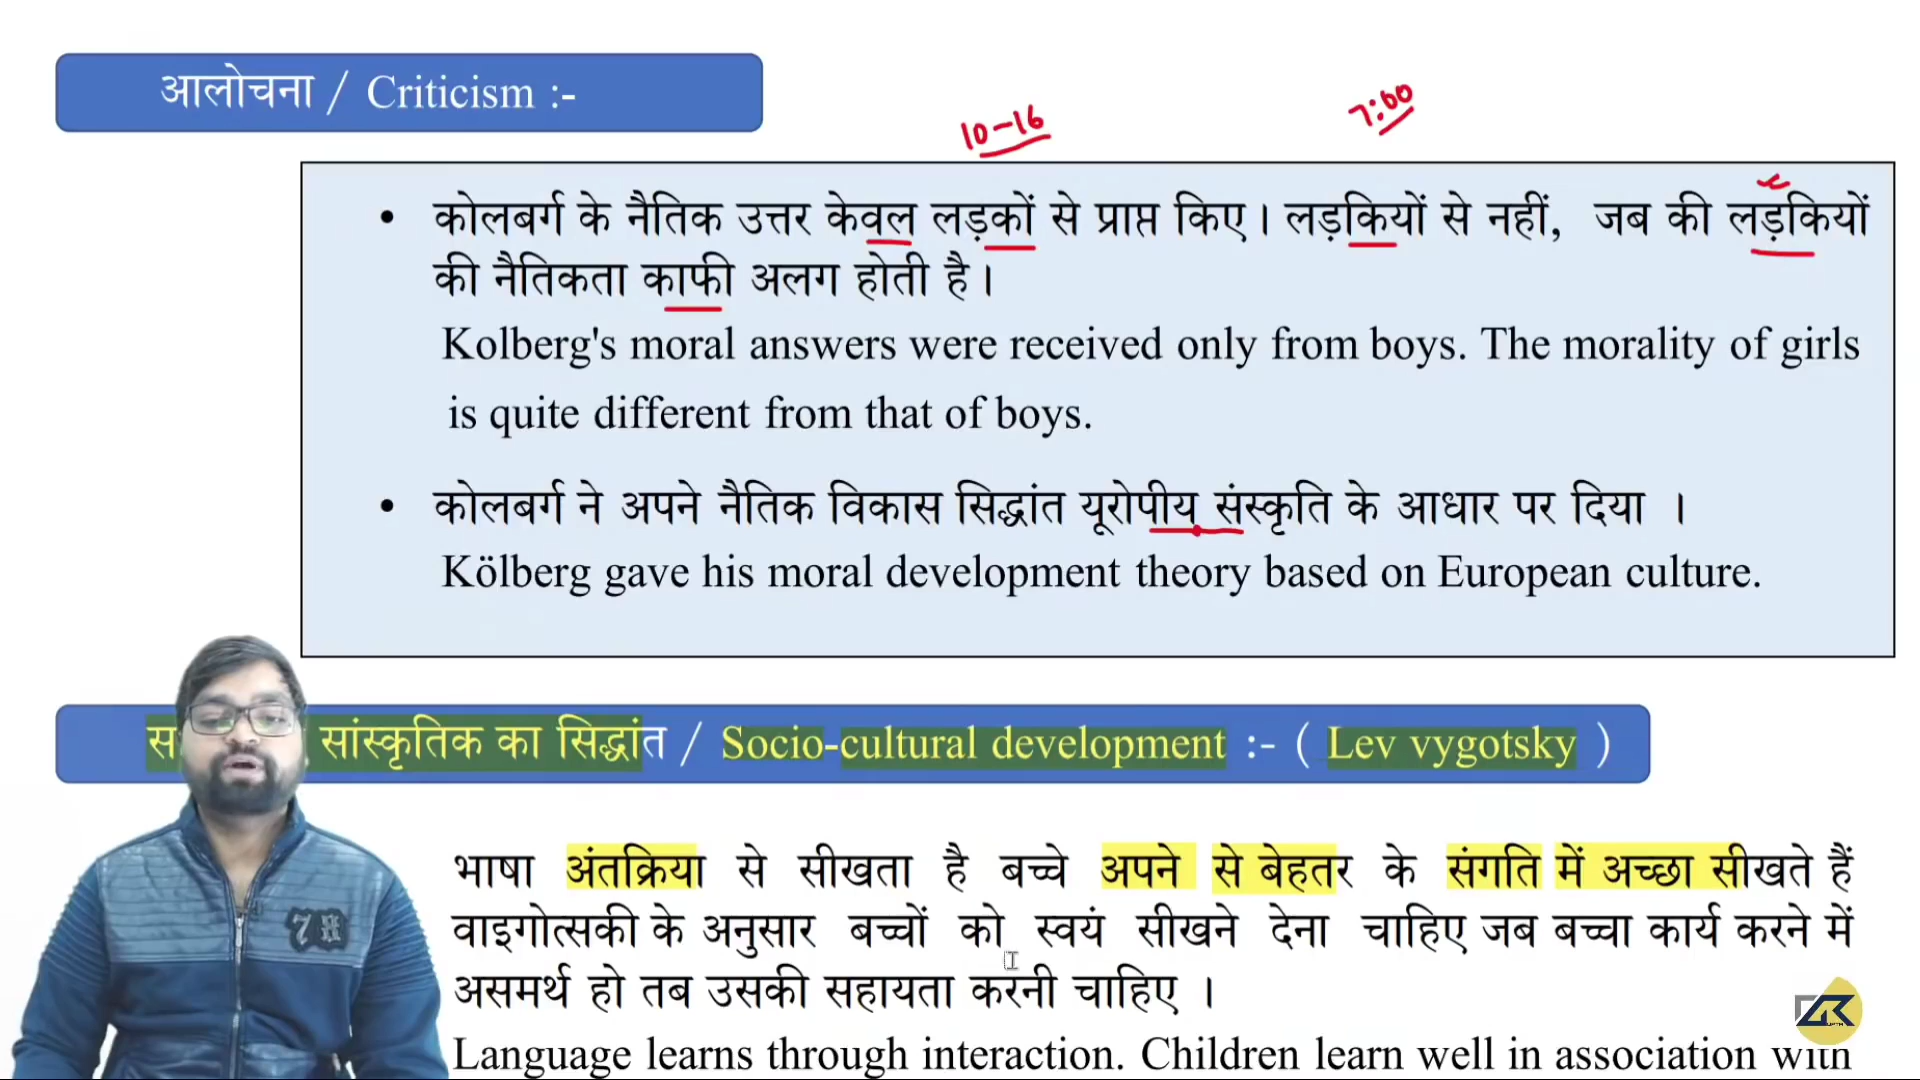 आलोचना / Criticism :-
10-16
7:00
• कोलबर्ग के नैतिक उत्तर केवल लड़कों से प्राप्त किए। लड़कियों से नहीं, जब की लड़कियों
की नैतिकता काफी अलग होती है।
Kolberg's moral answers were received only from boys. The morality of girls
is quite different from that of boys.
• कोलबर्ग ने अपने नैतिक विकास सिद्धांत यूरोपीय संस्कृति के आधार पर दिया ।
Kölberg gave his moral development theory based on European culture.
सांस्कृतिक का सिद्धांत / Socio-cultural development :- ( Lev vygotsky )
भाषा अंतक्रिया से सीखता है बच्चे अपने से बेहतर के संगति में अच्छा सीखते हैं
वाइगोत्सकी के अनुसार बच्चों को स्वयं सीखने देना चाहिए जब बच्चा कार्य करने में
असमर्थ हो तब उसकी सहायता करनी चाहिए ।
Language learns through interaction. Children learn well in association with